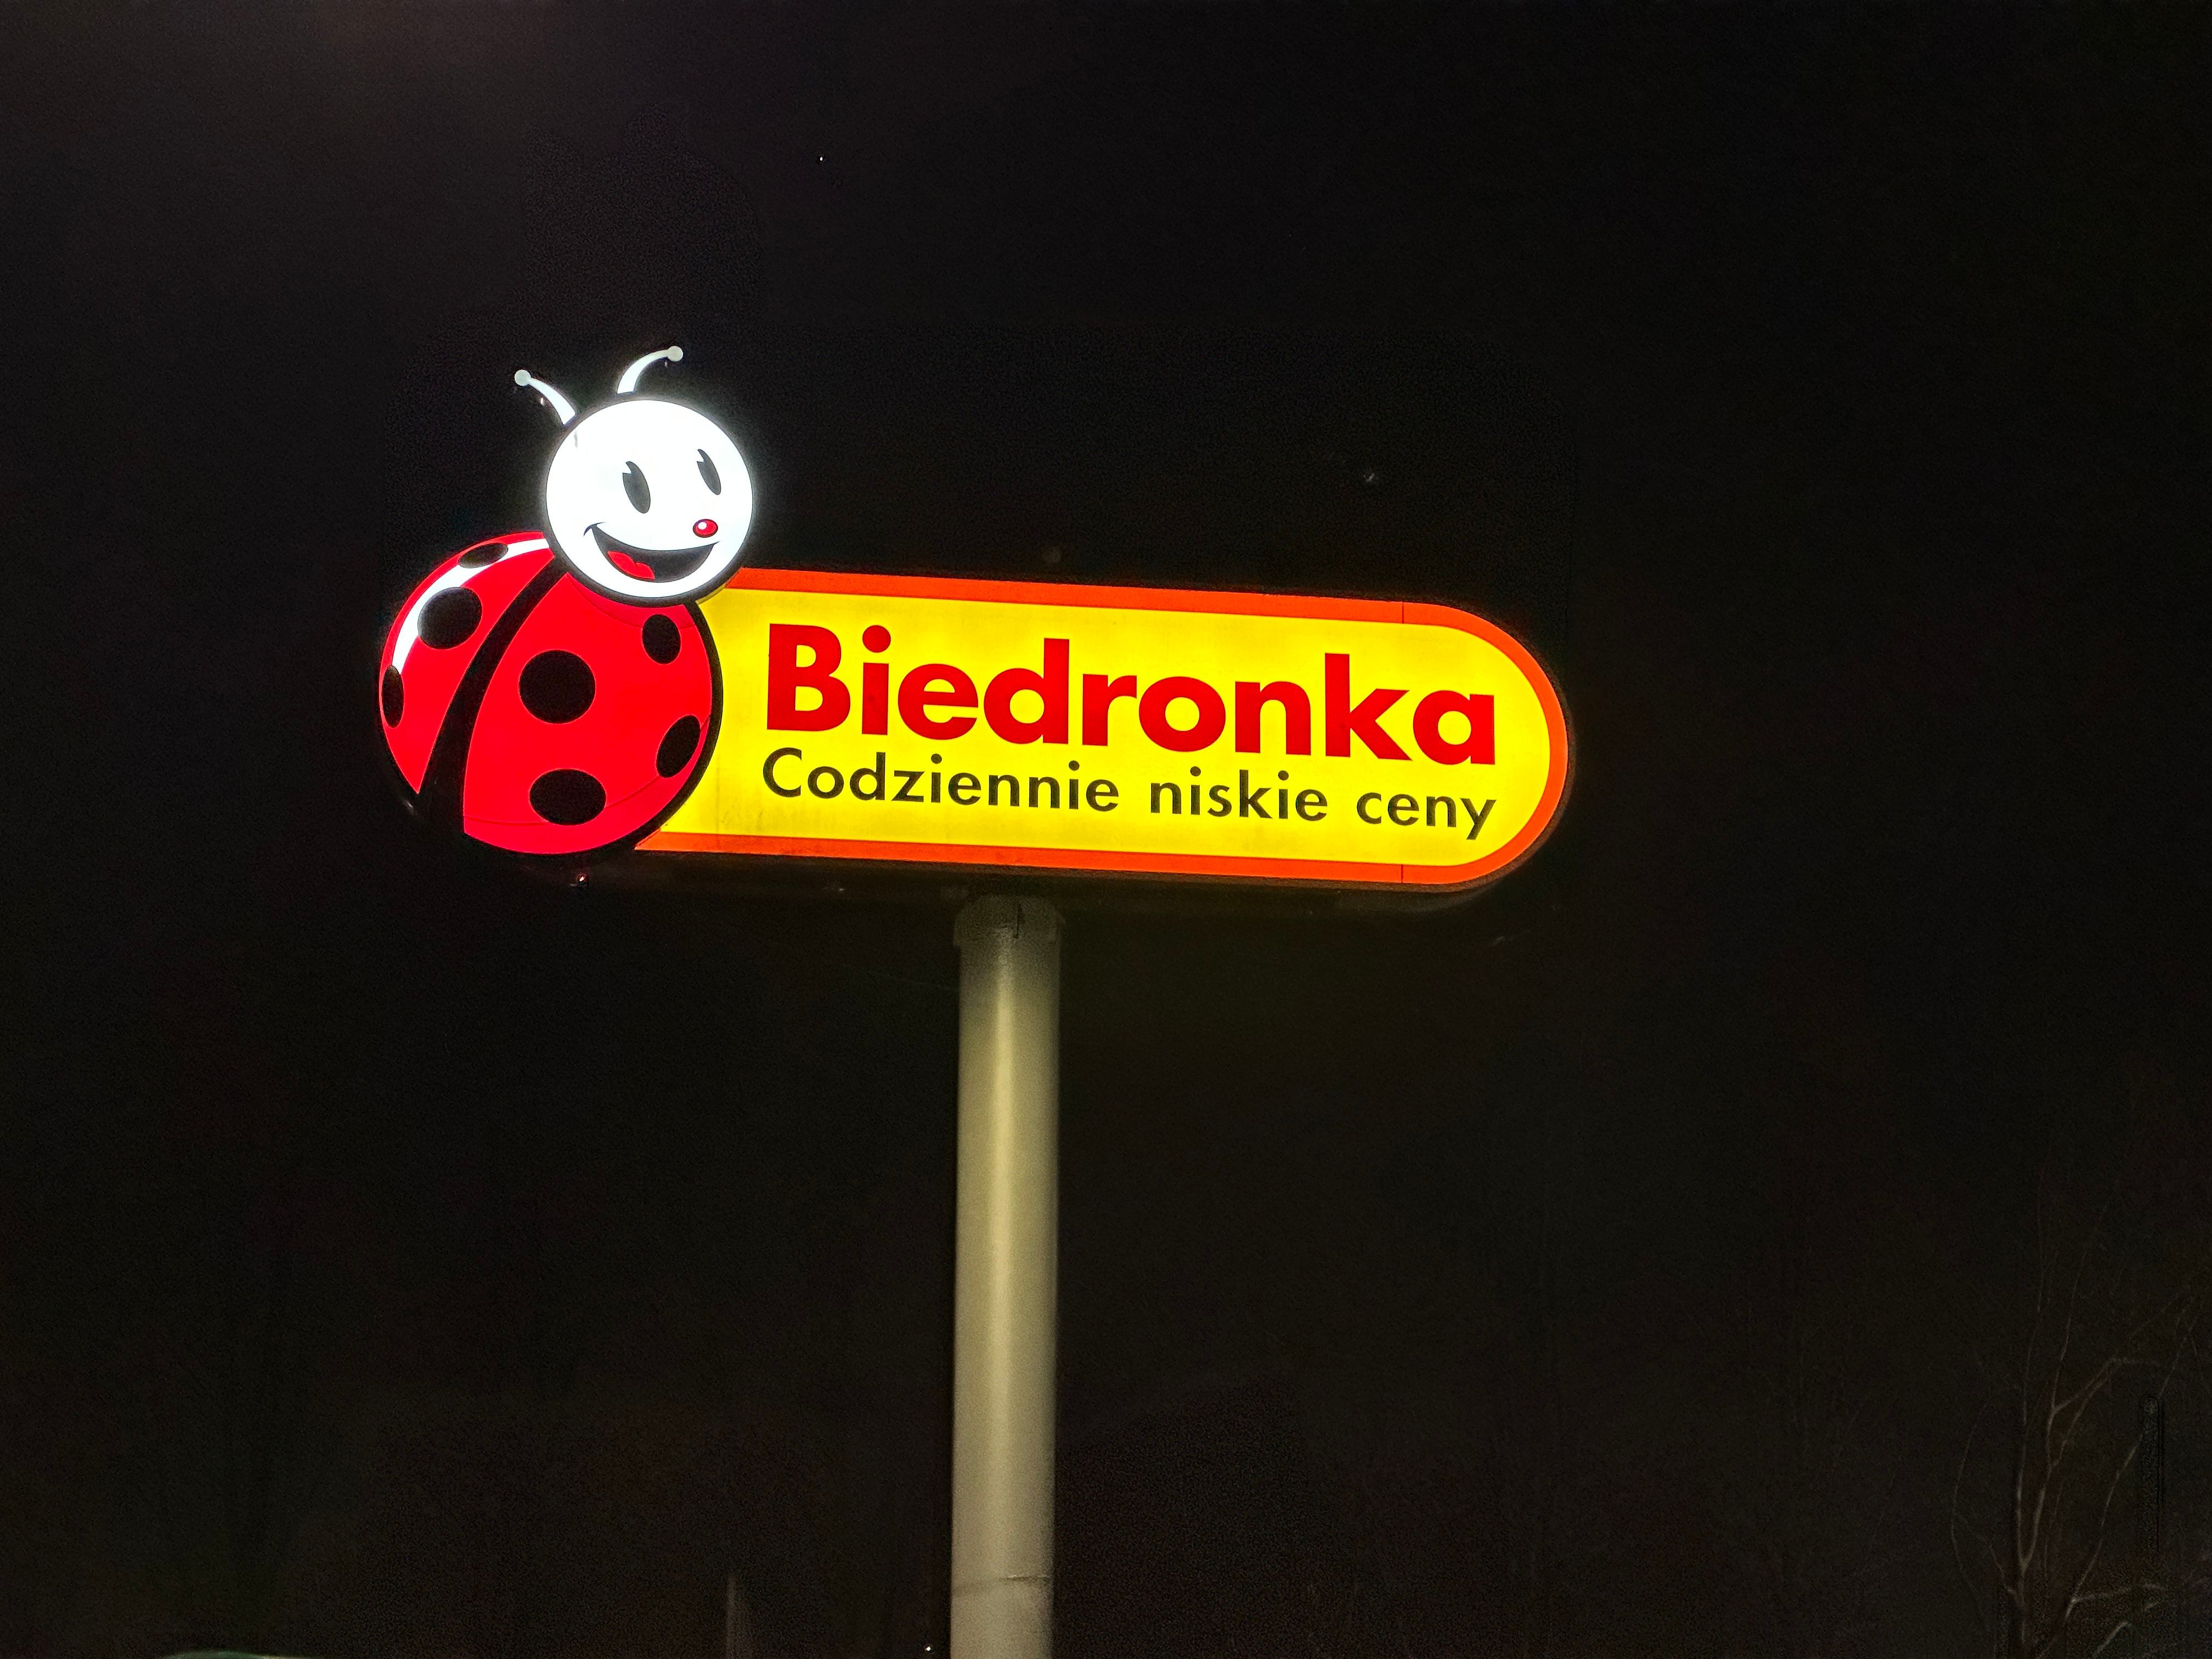 Biedronka
Codziennie niskie ceny